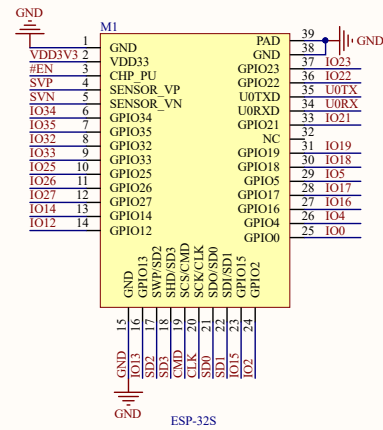 GND
M1
1 GND
VDD3V3 2 VDD33
#EN 3 CHP_PU
SVP 4 SENSOR_VP
SVN 5 SENSOR_VN
IO34 6 GPIO34
IO35 7 GPIO35
IO32 8 GPIO32
IO33 9 GPIO33
IO25 10 GPIO25
IO26 11 GPIO26
IO27 12 GPIO27
IO14 13 GPIO14
IO12 14 GPIO12
PAD 39
GND 38 GND
GPIO23 37 IO23
GPIO22 36 IO22
U0TXD 35 U0TX
U0RXD 34 U0RX
GPIO21 33 IO21
NC 32
GPIO19 31 IO19
GPIO18 30 IO18
GPIO5 29 IO5
GPIO17 28 IO17
GPIO16 27 IO16
GPIO4 26 IO4
GPIO0 25 IO0
GND 15 GND
GPIO13 16 IO13
SWP/SD2 17 SD2
SHD/SD3 18 SD3
SCS/CMD 19 CMD
SCK/CLK 20 CLK
SDO/SD0 21 SD0
SDI/SD1 22 SD1
GPIO15 23 IO15
GPIO2 24 IO2
GND
ESP-32S